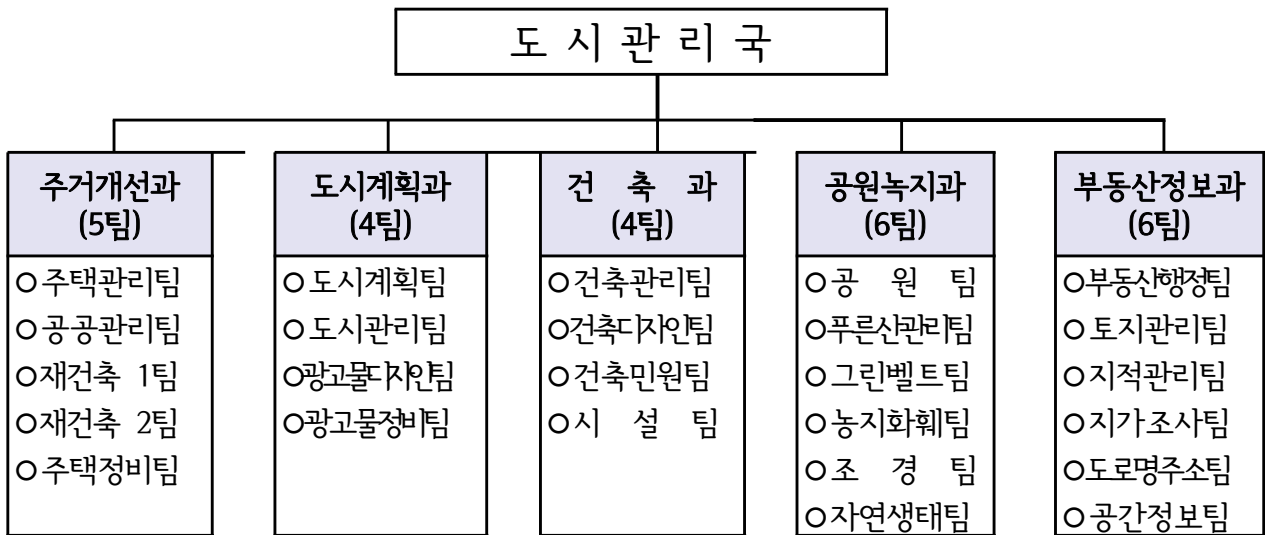 도 시 관 리 국
주거개선과
(5팀)
○주택관리팀
○공공관리팀
○재건축 1팀
○재건축 2팀
○주택정비팀
도시계획과
(4팀)
○도시계획팀
○도시관리팀
○광고물디자인팀
○광고물정비팀
건 축 과
(4팀)
○건축관리팀
○건축디자인팀
○건축민원팀
○시 설 팀
공원녹지과
(6팀)
○공 원 팀
○푸른산관리팀
○그린벨트팀
○농지화훼팀
○조 경 팀
○자연생태팀
부동산정보과
(6팀)
○부동산행정팀
○토지관리팀
○지적관리팀
○지가조사팀
○도로명주소팀
○공간정보팀